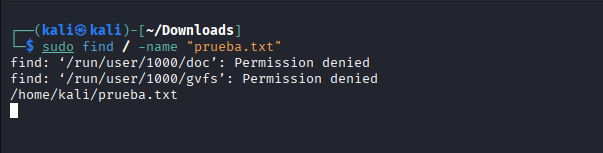 ┌──(kali㉿kali)-[~/Downloads]
└─$ sudo find / -name "prueba.txt"
find: ‘/run/user/1000/doc’: Permission denied
find: ‘/run/user/1000/gvfs’: Permission denied
/home/kali/prueba.txt